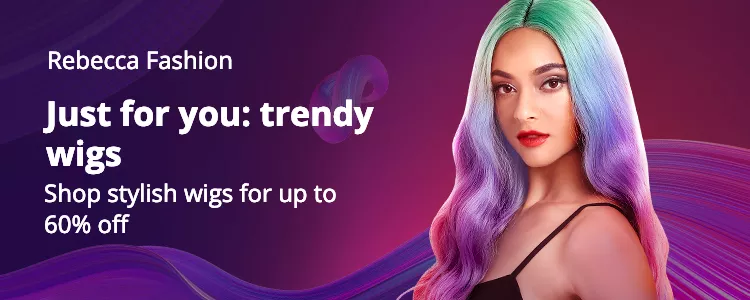 Rebecca Fashion
Just for you: trendy
wigs
Shop stylish wigs for up to
60% off